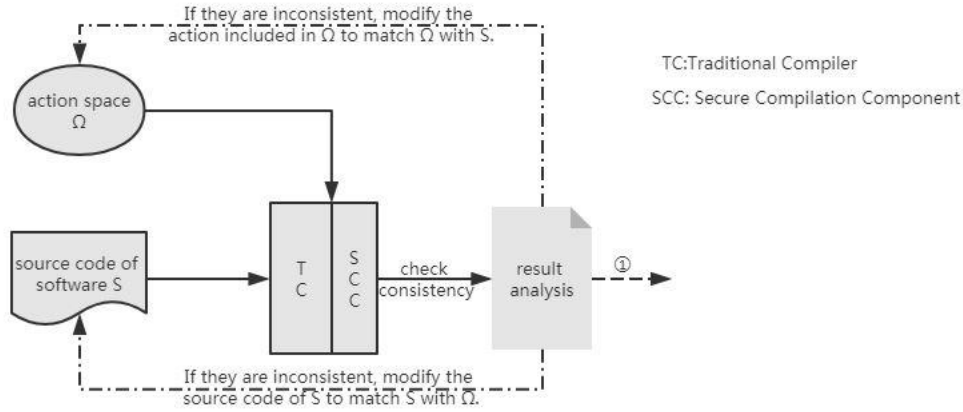 If they are inconsistent, modify the
action included in Ω to match Ω with S.
TC:Traditional Compiler
SCC: Secure Compilation Component
action space
Ω
source code of
software S
T
C
S
C
C
check
consistency
result
analysis
①
If they are inconsistent, modify the
source code of S to match S with Ω.